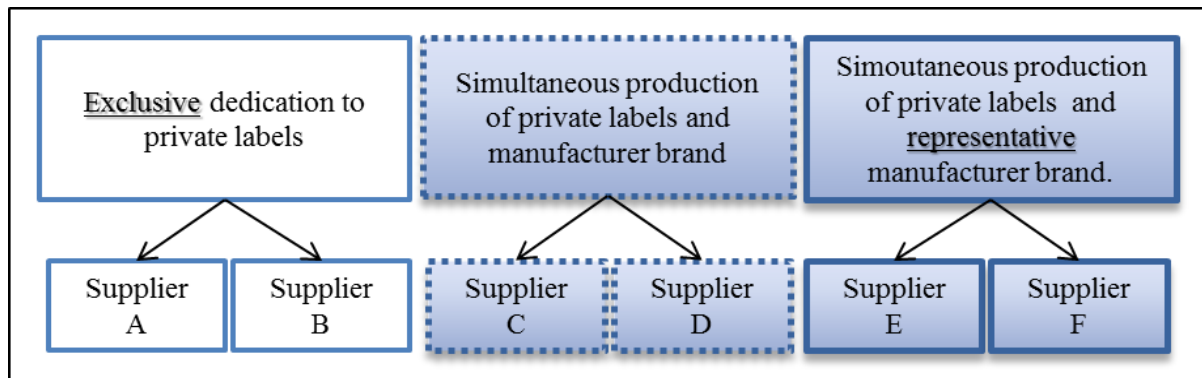 Exclusive dedication to
private labels
Simultaneous production
of private labels and
manufacturer brand
Simoutaneous production
of private labels and
representative
manufacturer brand.
Supplier
A
Supplier
B
Supplier
C
Supplier
D
Supplier
E
Supplier
F